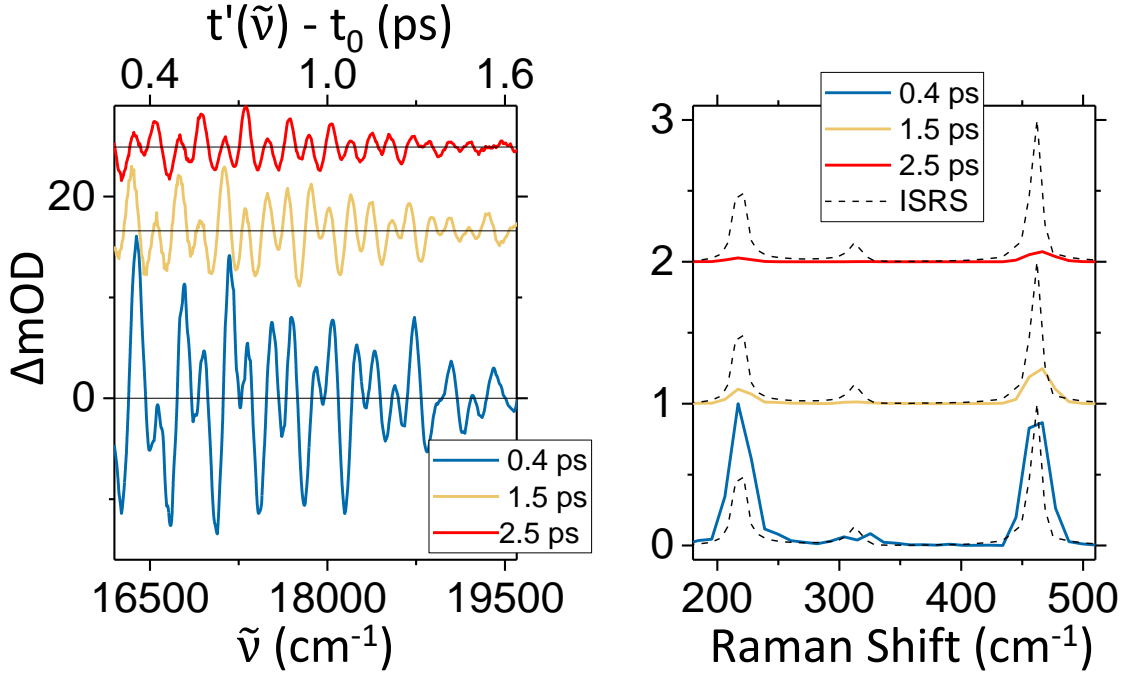 t'(ν̃) - t₀ (ps)
0.4 1.0 1.6
ΔmOD
20
0
0.4 ps
1.5 ps
2.5 ps
16500 18000 19500
ν̃ (cm⁻¹)
0.4 ps
1.5 ps
2.5 ps
ISRS
3
2
1
0
200 300 400 500
Raman Shift (cm⁻¹)